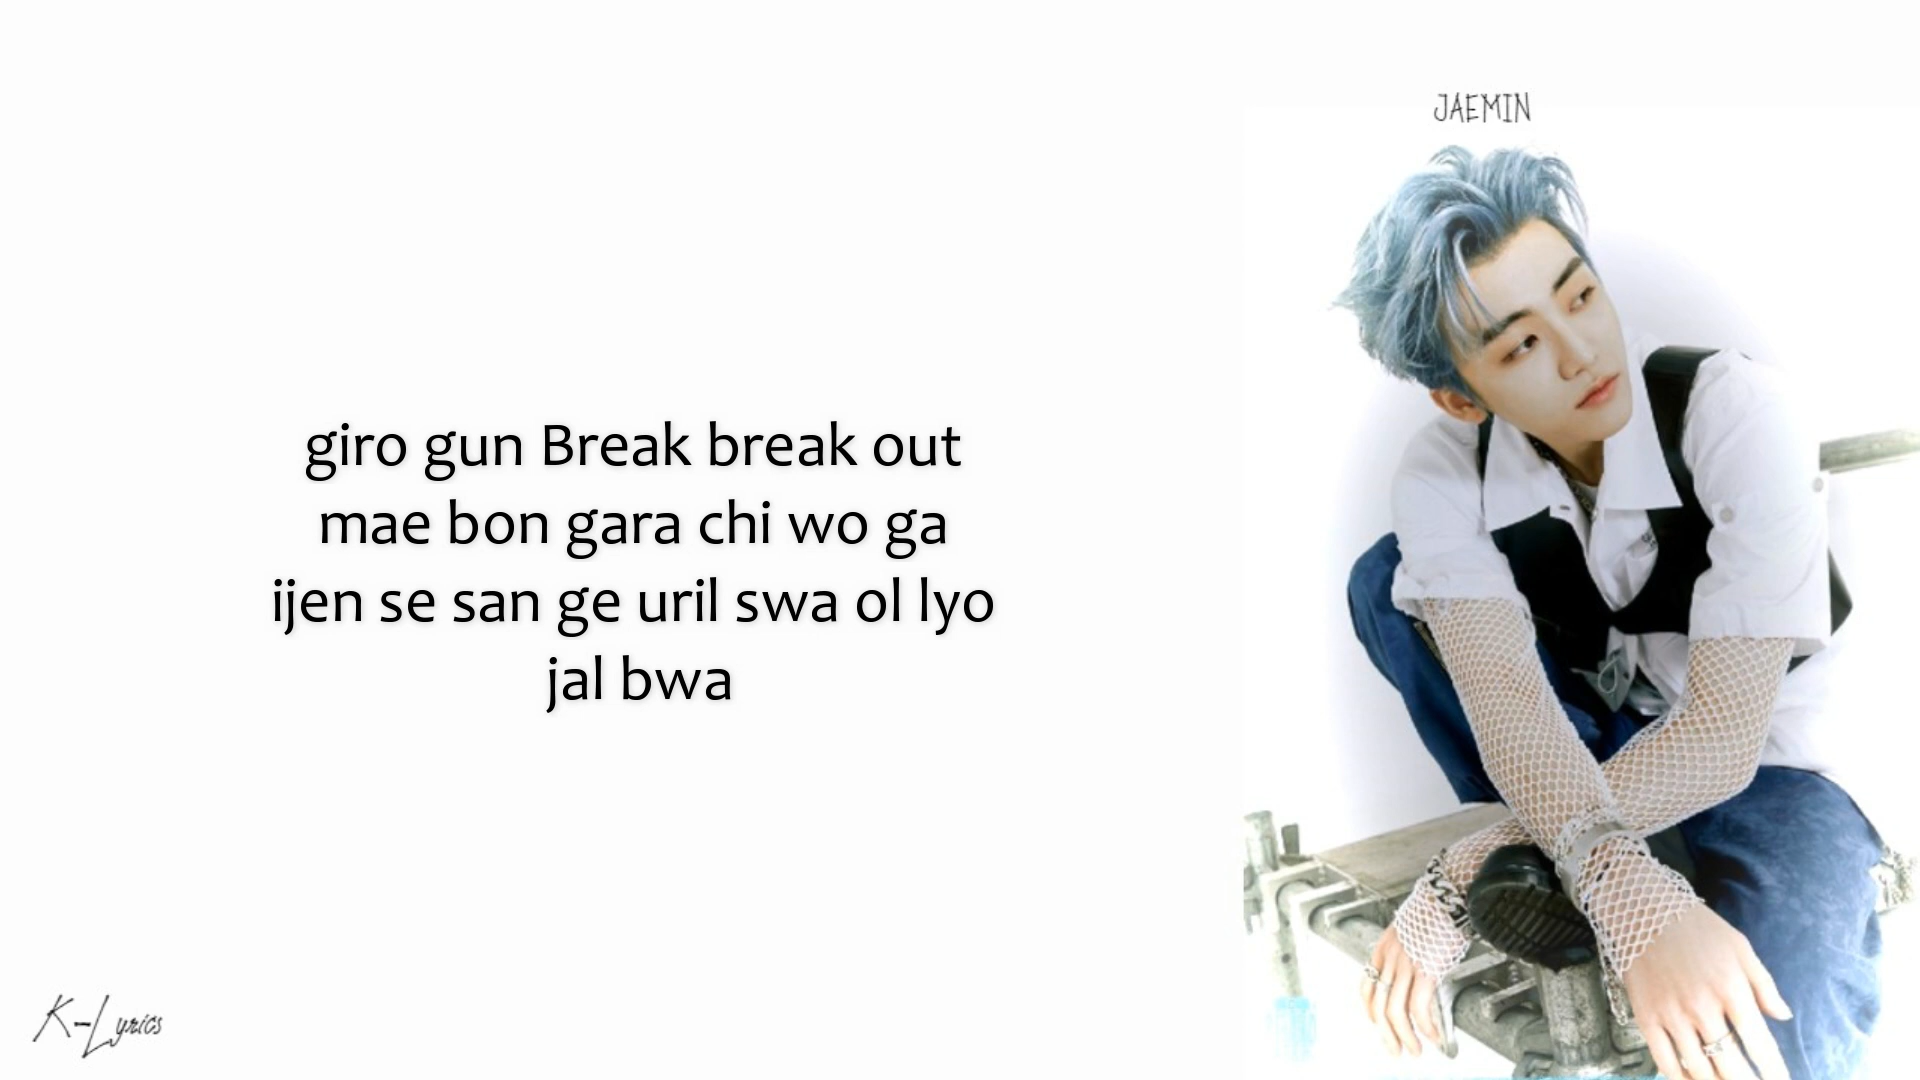 JAEMIN
giro gun Break break out
mae bon gara chi wo ga
ijen se san ge uril swa ol lyo
jal bwa
K-Lyrics